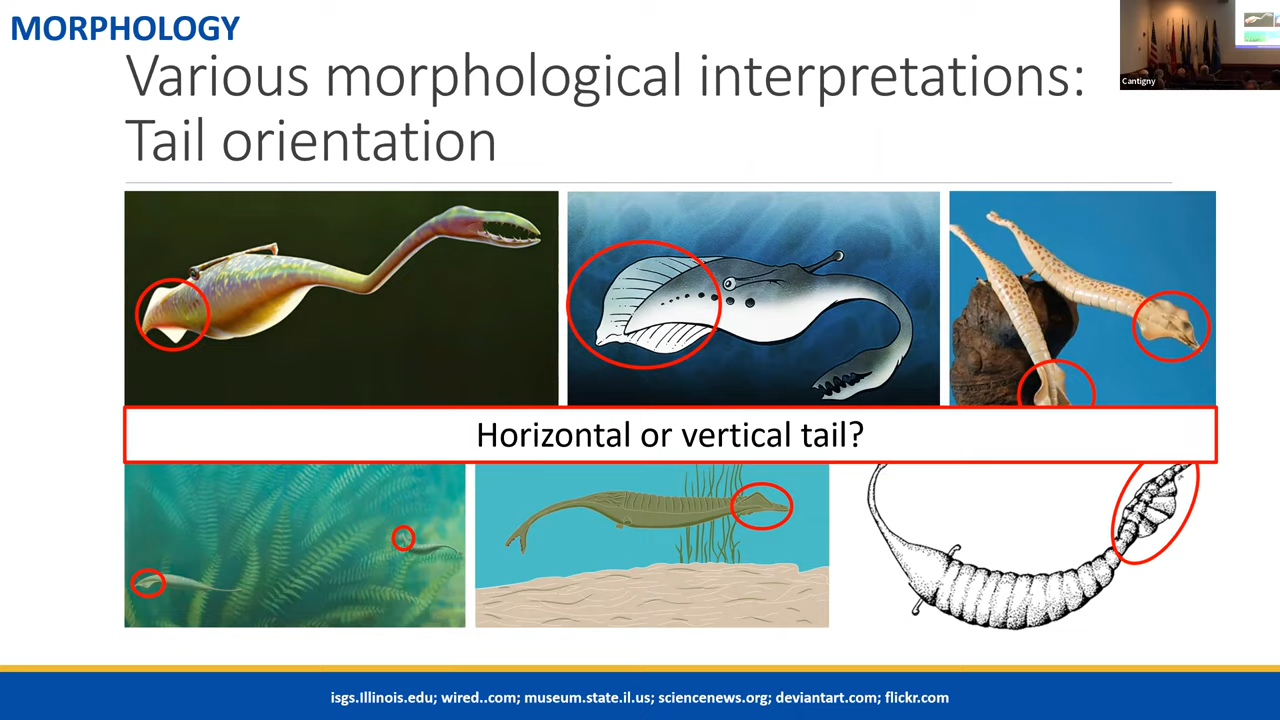 MORPHOLOGY
Various morphological interpretations:
Tail orientation
Cantigny
Horizontal or vertical tail?
isgs.Illinois.edu; wired..com; museum.state.il.us; sciencenews.org; deviantart.com; flickr.com